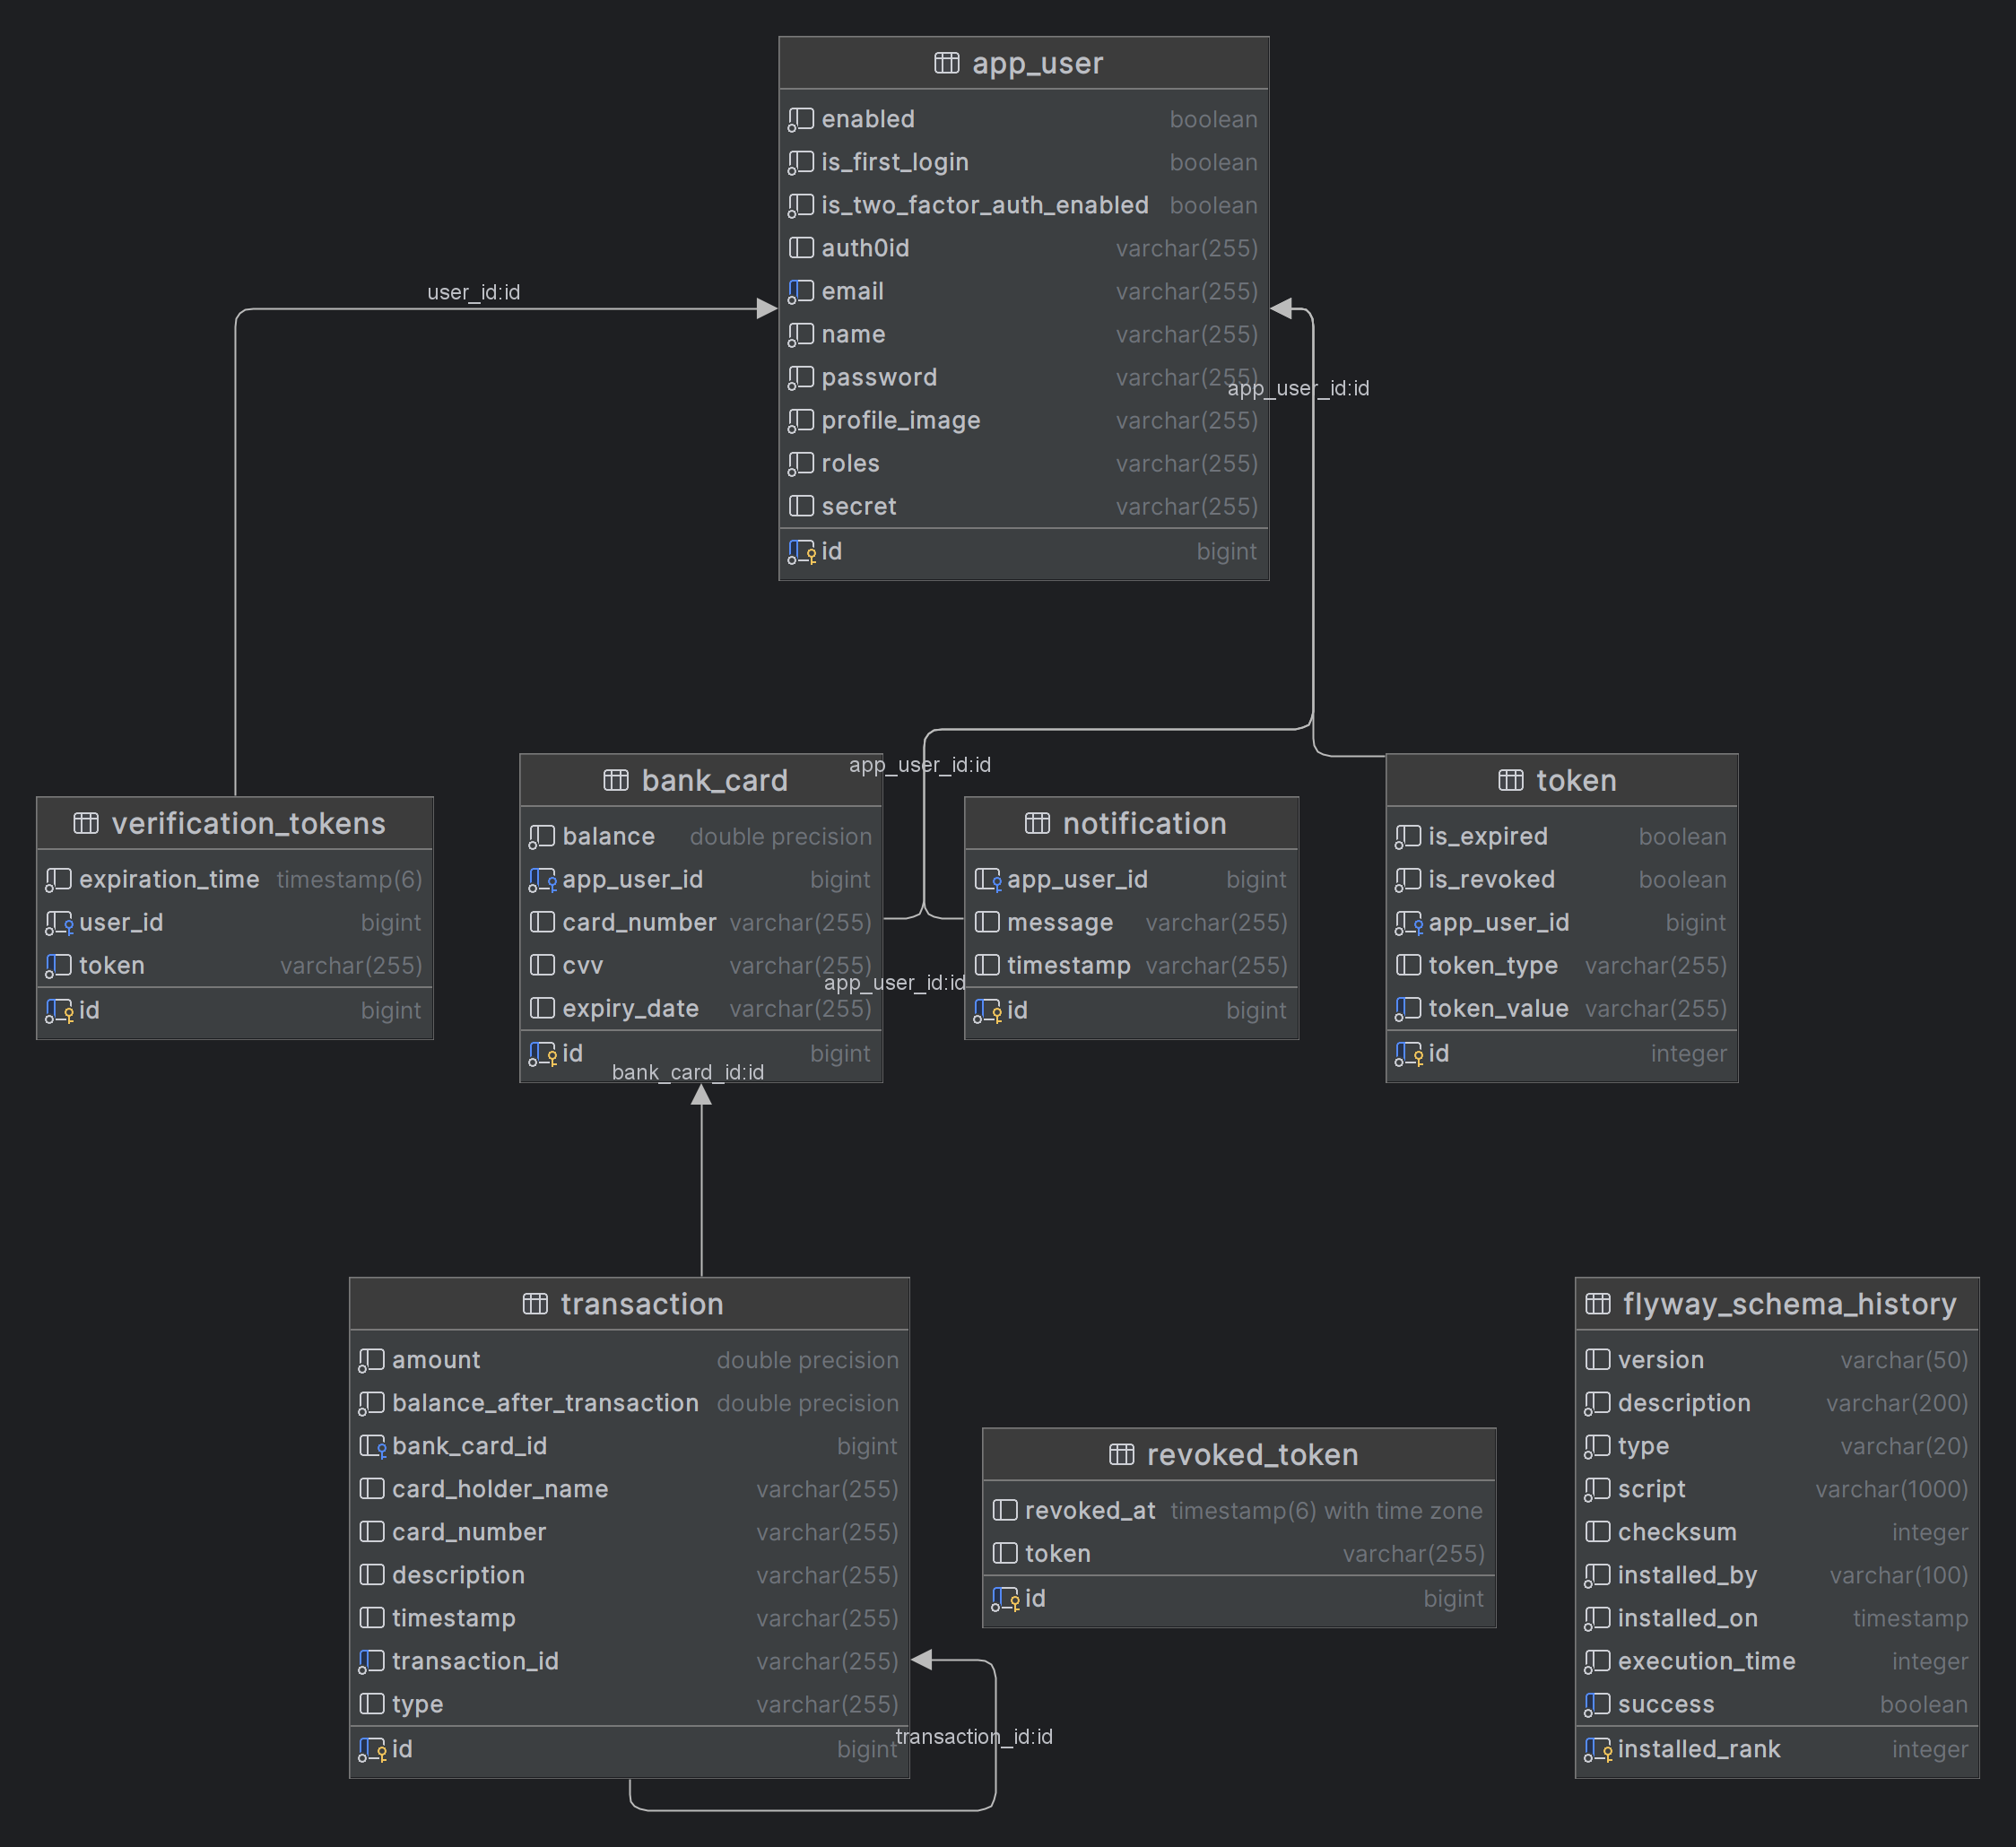 app_user
enabled boolean
is_first_login boolean
is_two_factor_auth_enabled boolean
auth0id varchar(255)
email varchar(255)
name varchar(255)
password varchar(255)
profile_image varchar(255)
roles varchar(255)
secret varchar(255)
id bigint
user_id:id
app_user_id:id
app_user_id:id
app_user_id:id
verification_tokens
expiration_time timestamp(6)
user_id bigint
token varchar(255)
id bigint
bank_card
balance double precision
app_user_id bigint
card_number varchar(255)
cvv varchar(255)
expiry_date varchar(255)
id bigint
bank_card_id:id
notification
app_user_id bigint
message varchar(255)
timestamp varchar(255)
id bigint
token
is_expired boolean
is_revoked boolean
app_user_id bigint
token_type varchar(255)
token_value varchar(255)
id integer
transaction
amount double precision
balance_after_transaction double precision
bank_card_id bigint
card_holder_name varchar(255)
card_number varchar(255)
description varchar(255)
timestamp varchar(255)
transaction_id varchar(255)
type varchar(255)
id bigint
transaction_id:id
revoked_token
revoked_at timestamp(6) with time zone
token varchar(255)
id bigint
flyway_schema_history
version varchar(50)
description varchar(200)
type varchar(20)
script varchar(1000)
checksum integer
installed_by varchar(100)
installed_on timestamp
execution_time integer
success boolean
installed_rank integer